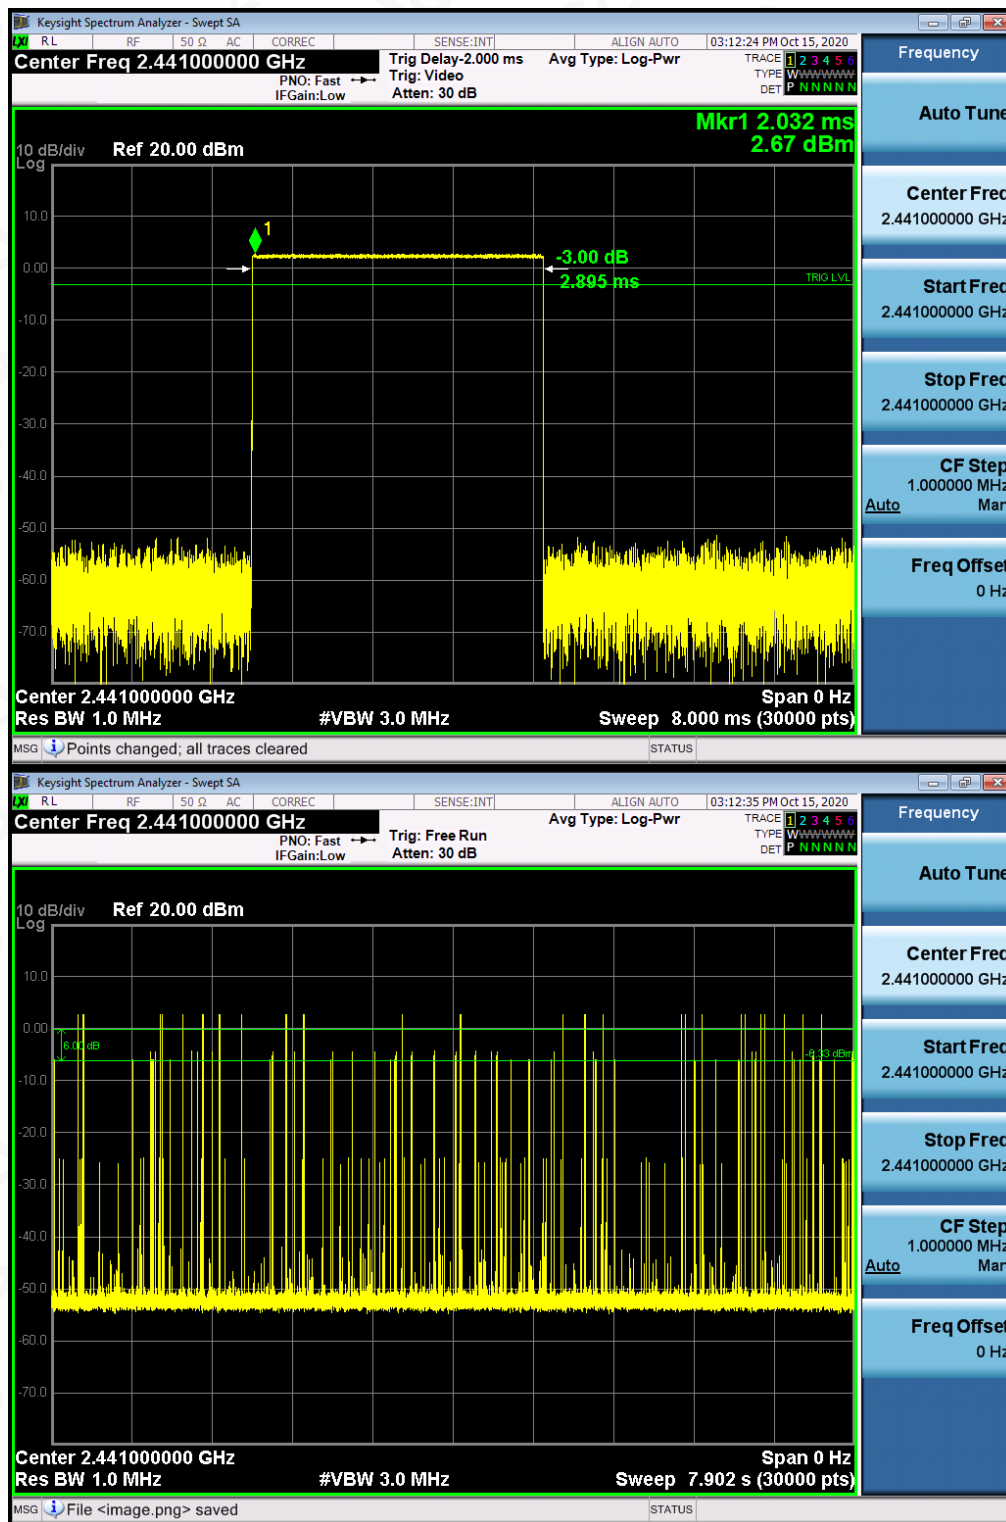 Keysight Spectrum Analyzer - Swept SA
LXI RL RF 50 Ω AC CORREC SENSE:INT ALIGN AUTO 03:12:24 PM Oct 15, 2020
Center Freq 2.441000000 GHz Trig Delay-2.000 ms Avg Type: Log-Pwr TRACE 1 2 3 4 5 6
PNO: Fast Trig: Video TYPE WWWWWWW
IFGain:Low Atten: 30 dB DET P N N N N N
Mkr1 2.032 ms
2.67 dBm
10 dB/div Ref 20.00 dBm
Log
10.0
1
-3.00 dB
0.00
2.895 ms
TRIG LVL
-10.0
-20.0
-30.0
-40.0
-50.0
-60.0
-70.0
Center 2.441000000 GHz Span 0 Hz
Res BW 1.0 MHz #VBW 3.0 MHz Sweep 8.000 ms (30000 pts)
MSG Points changed; all traces cleared STATUS
Frequency
Auto Tune
Center Freq
2.441000000 GHz
Start Freq
2.441000000 GHz
Stop Freq
2.441000000 GHz
CF Step
1.000000 MHz
Auto Man
Freq Offset
0 Hz
Keysight Spectrum Analyzer - Swept SA
LXI RL RF 50 Ω AC CORREC SENSE:INT ALIGN AUTO 03:12:35 PM Oct 15, 2020
Center Freq 2.441000000 GHz Avg Type: Log-Pwr TRACE 1 2 3 4 5 6
PNO: Fast Trig: Free Run TYPE WWWWWWW
IFGain:Low Atten: 30 dB DET P N N N N N
10 dB/div Ref 20.00 dBm
Log
10.0
0.00
6.00 dB
-6.33 dBm
-10.0
-20.0
-30.0
-40.0
-50.0
-60.0
-70.0
Center 2.441000000 GHz Span 0 Hz
Res BW 1.0 MHz #VBW 3.0 MHz Sweep 7.902 s (30000 pts)
MSG File <image.png> saved STATUS
Frequency
Auto Tune
Center Freq
2.441000000 GHz
Start Freq
2.441000000 GHz
Stop Freq
2.441000000 GHz
CF Step
1.000000 MHz
Auto Man
Freq Offset
0 Hz